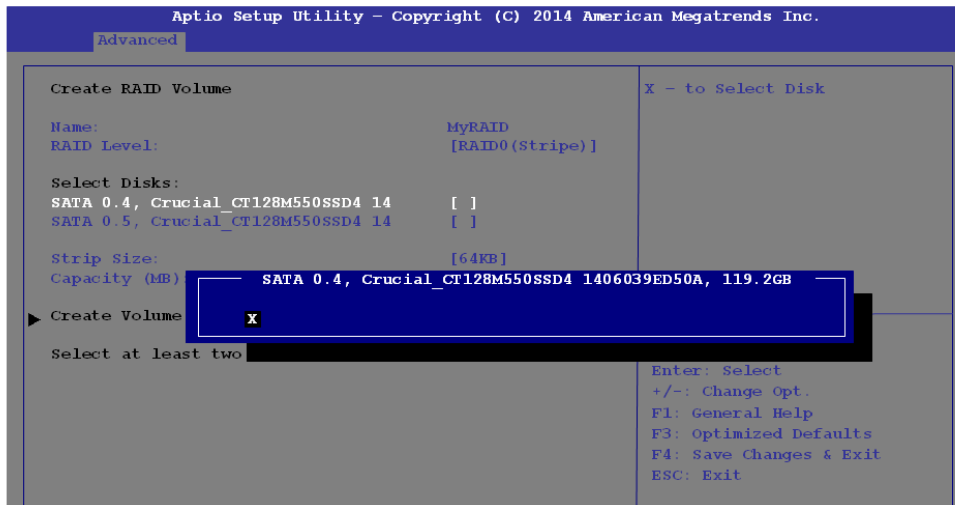 Aptio Setup Utility – Copyright (C) 2014 American Megatrends Inc.
Advanced
Create RAID Volume
X – to Select Disk
Name: MyRAID
RAID Level: [RAID0(Stripe)]
Select Disks:
SATA 0.4, Crucial_CT128M550SSD4 14 [ ]
SATA 0.5, Crucial_CT128M550SSD4 14 [ ]
Strip Size: [64KB]
Capacity (MB)
SATA 0.4, Crucial_CT128M550SSD4 1406039ED50A, 119.2GB
X
Create Volume
Select at least two
Enter: Select
+/-: Change Opt.
F1: General Help
F3: Optimized Defaults
F4: Save Changes & Exit
ESC: Exit